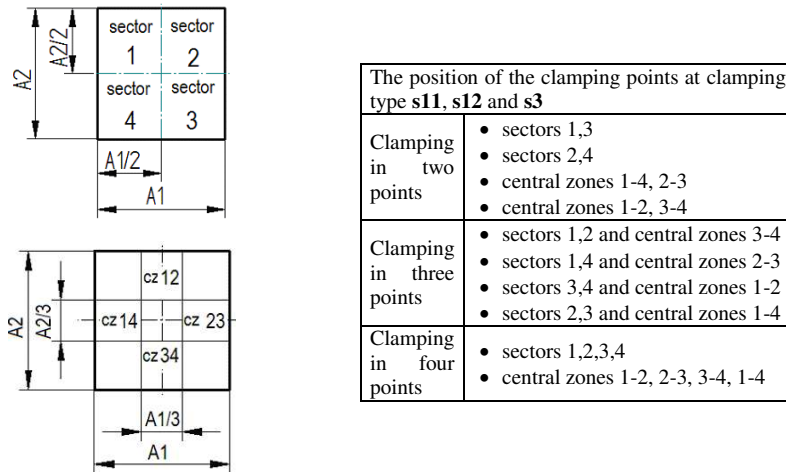 sector
sector
1
2
sector
sector
4
3
A2
A2/2
A1/2
A1
cz 12
cz 14
cz 23
cz 34
A2
A2/3
A1/3
A1
The position of the clamping points at clamping
type s11, s12 and s3
Clamping
in two
points
• sectors 1,3
• sectors 2,4
• central zones 1-4, 2-3
• central zones 1-2, 3-4
Clamping
in three
points
• sectors 1,2 and central zones 3-4
• sectors 1,4 and central zones 2-3
• sectors 3,4 and central zones 1-2
• sectors 2,3 and central zones 1-4
Clamping
in four
points
• sectors 1,2,3,4
• central zones 1-2, 2-3, 3-4, 1-4